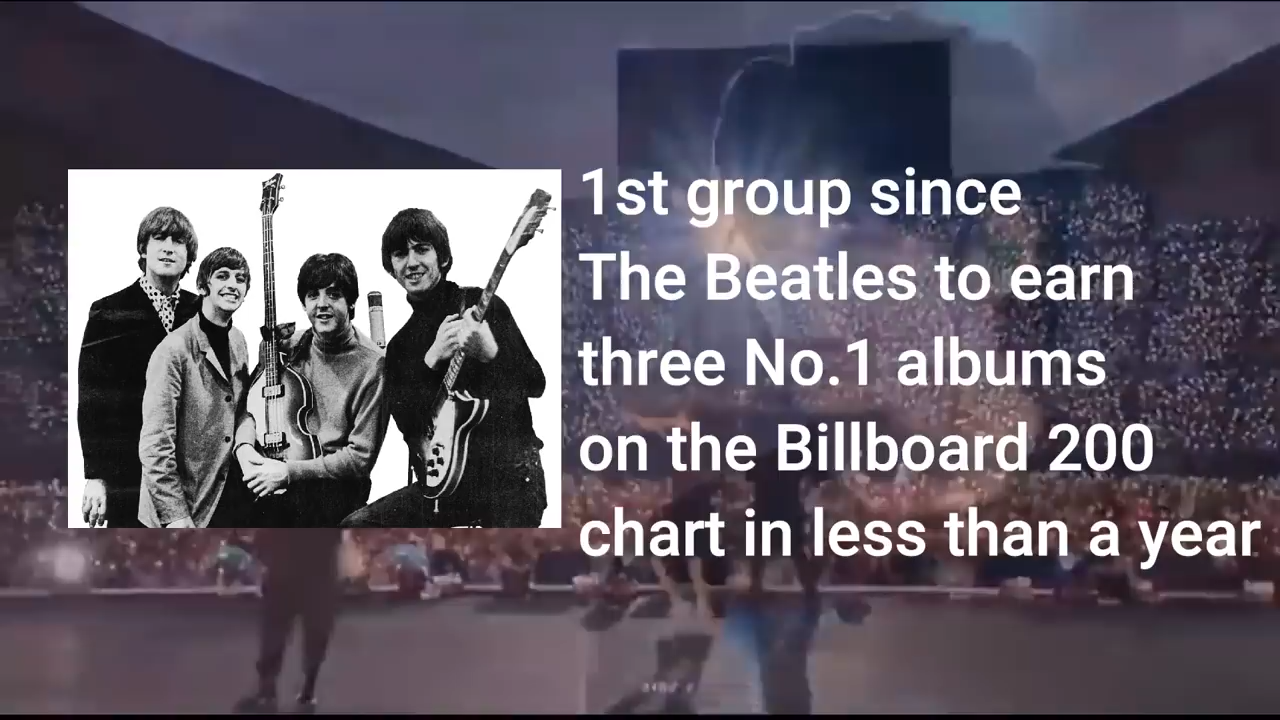 1st group since
The Beatles to earn
three No.1 albums
on the Billboard 200
chart in less than a year